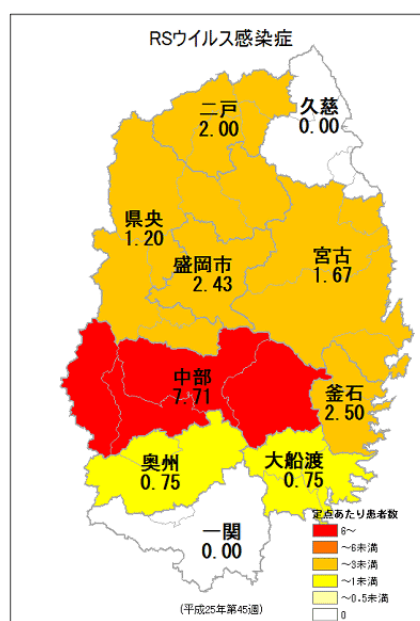 RSウイルス感染症
二戸
2.00
久慈
0.00
県央
1.20
盛岡市
2.43
宮古
1.67
中部
7.71
釜石
2.50
奥州
0.75
大船渡
0.75
一関
0.00
定点あたり患者数
6～
～6未満
～3未満
～1未満
～0.5未満
0
(平成25年第45週)